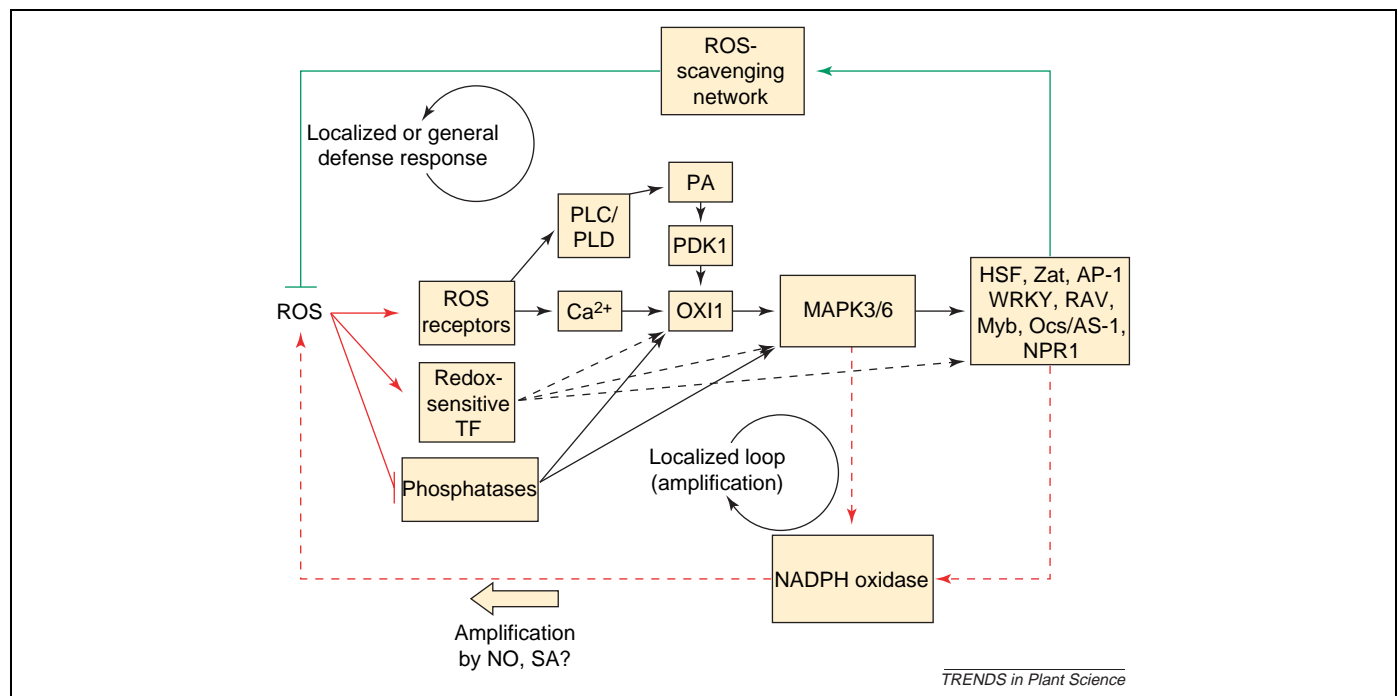 ROS-
scavenging
network
Localized or general
defense response
PA
PLC/
PLD
PDK1
HSF, Zat, AP-1
WRKY, RAV,
Myb, Ocs/AS-1,
NPR1
ROS
ROS
receptors
Ca²⁺
OXI1
MAPK3/6
Redox-
sensitive
TF
Localized loop
(amplification)
Phosphatases
NADPH oxidase
Amplification
by NO, SA?
TRENDS in Plant Science